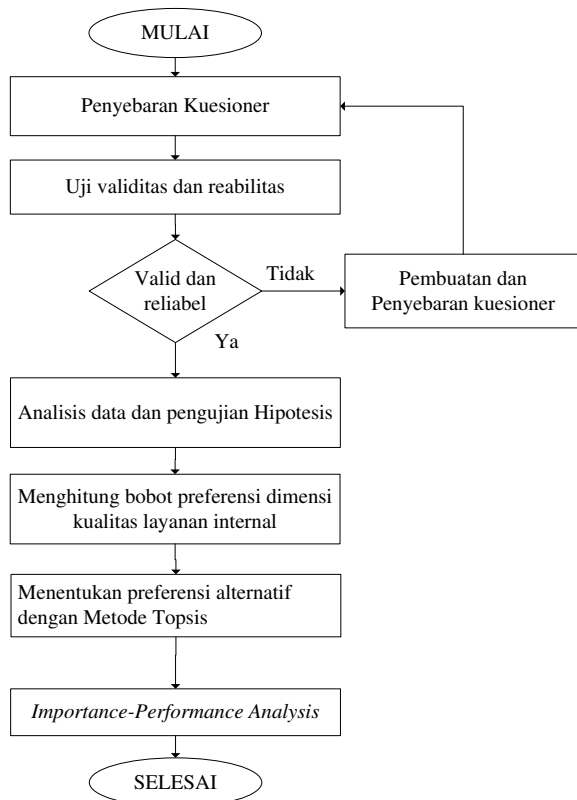 MULAI
Penyebaran Kuesioner
Uji validitas dan reabilitas
Valid dan
reliabel
Tidak
Pembuatan dan
Penyebaran kuesioner
Ya
Analisis data dan pengujian Hipotesis
Menghitung bobot preferensi dimensi
kualitas layanan internal
Menentukan preferensi alternatif
dengan Metode Topsis
Importance-Performance Analysis
SELESAI